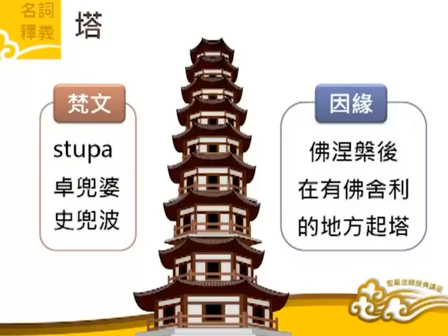 名詞
釋義
塔
梵文
stupa
卓兜婆
史兜波
因緣
佛涅槃後
在有佛舍利
的地方起塔